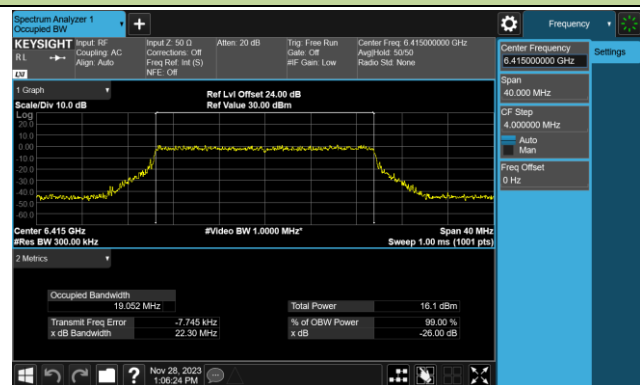 Spectrum Analyzer 1
Occupied BW
Frequency
KEYSIGHT
Input: RF
Input Z: 50 Ω
Atten: 20 dB
Trig: Free Run
Center Freq: 6.415000000 GHz
RL
Coupling: AC
Corrections: Off
Gate: Off
Avg|Hold: 50/50
Align: Auto
Freq Ref: Int (S)
#IF Gain: Low
Radio Std: None
NFE: Off
LXI
Center Frequency
6.415000000 GHz
Settings
Span
40.000 MHz
CF Step
4.000000 MHz
Auto
Man
Freq Offset
0 Hz
1 Graph
Ref Lvl Offset 24.00 dB
Scale/Div 10.0 dB
Ref Value 30.00 dBm
Log
20.0
10.0
0.00
-10.0
-20.0
-30.0
-40.0
-50.0
-60.0
Center 6.415 GHz
#Video BW 1.0000 MHz*
Span 40 MHz
#Res BW 300.00 kHz
Sweep 1.00 ms (1001 pts)
2 Metrics
Occupied Bandwidth
19.052 MHz
Total Power
16.1 dBm
Transmit Freq Error
-7.745 kHz
% of OBW Power
99.00 %
x dB Bandwidth
22.30 MHz
x dB
-26.00 dB
?
Nov 28, 2023
1:06:24 PM